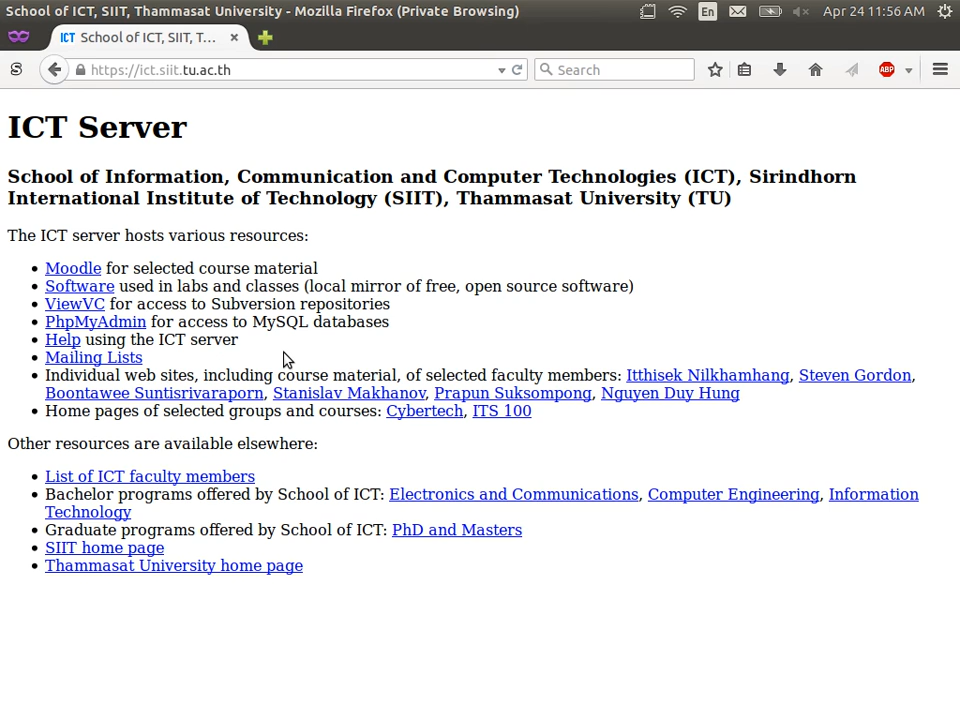 School of ICT, SIIT, Thammasat University - Mozilla Firefox (Private Browsing)
En
Apr 24 11:56 AM
ICT School of ICT, SIIT, T...
S
https://ict.siit.tu.ac.th
Search
ABP
ICT Server
School of Information, Communication and Computer Technologies (ICT), Sirindhorn
International Institute of Technology (SIIT), Thammasat University (TU)
The ICT server hosts various resources:
• Moodle for selected course material
• Software used in labs and classes (local mirror of free, open source software)
• ViewVC for access to Subversion repositories
• PhpMyAdmin for access to MySQL databases
• Help using the ICT server
• Mailing Lists
• Individual web sites, including course material, of selected faculty members: Itthisek Nilkhamhang, Steven Gordon,
Boontawee Suntisrivaraporn, Stanislav Makhanov, Prapun Suksompong, Nguyen Duy Hung
• Home pages of selected groups and courses: Cybertech, ITS 100
Other resources are available elsewhere:
• List of ICT faculty members
• Bachelor programs offered by School of ICT: Electronics and Communications, Computer Engineering, Information
Technology
• Graduate programs offered by School of ICT: PhD and Masters
• SIIT home page
• Thammasat University home page